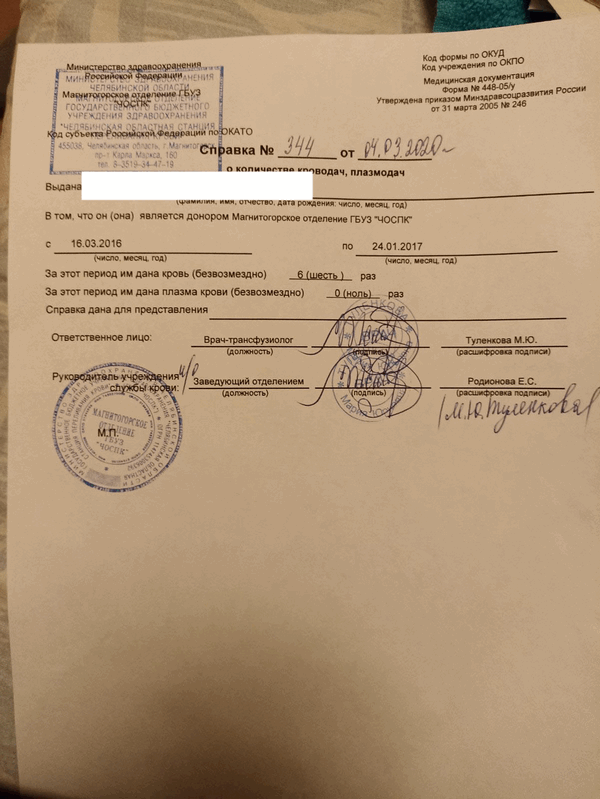 Код формы по ОКУД
Код учреждения по ОКПО
Медицинская документация
Форма № 448-05/у
Утверждена приказом Минздравсоцразвития России
от 31 марта 2005 № 246
Министерство здравоохранения
Российской Федерации
Магнитогорское отделение ГБУЗ
"ЧОСПК"
Код субъекта Российской Федерации по ОКАТО
МИНИСТЕРСТВО ЗДРАВООХРАНЕНИЯ
ЧЕЛЯБИНСКОЙ ОБЛАСТИ
МАГНИТОГОРСКОЕ ОТДЕЛЕНИЕ
ГОСУДАРСТВЕННОГО БЮДЖЕТНОГО
УЧРЕЖДЕНИЯ ЗДРАВООХРАНЕНИЯ
"ЧЕЛЯБИНСКАЯ ОБЛАСТНАЯ СТАНЦИЯ
455038, Челябинская область, г.Магнитогорск,
пр-т Карла Маркса, 160
тел. 8-3519-34-47-19
Справка № 344 от 04.03.2020г
о количестве кроводач, плазмодач
Выдана
(фамилия, имя, отчество, дата рождения: число, месяц, год)
В том, что он (она) является донором Магнитогорское отделение ГБУЗ "ЧОСПК"
с 16.03.2016 по 24.01.2017
(число, месяц, год) (число, месяц, год)
За этот период им дана кровь (безвозмездно) 6 (шесть ) раз
За этот период им дана плазма крови (безвозмездно) 0 (ноль) раз
Справка дана для представления
Ответственное лицо: Врач-трансфузиолог Туленкова М.Ю.
(должность) (подпись) (расшифровка подписи)
Руководитель учреждения
службы крови: Заведующий отделением Родионова Е.С.
(должность) (подпись) (расшифровка подписи)
М.Ю.Туленкова
М.П.
МАГНИТОГОРСКОЕ
ОТДЕЛЕНИЕ
ГБУЗ
"ЧОСПК"